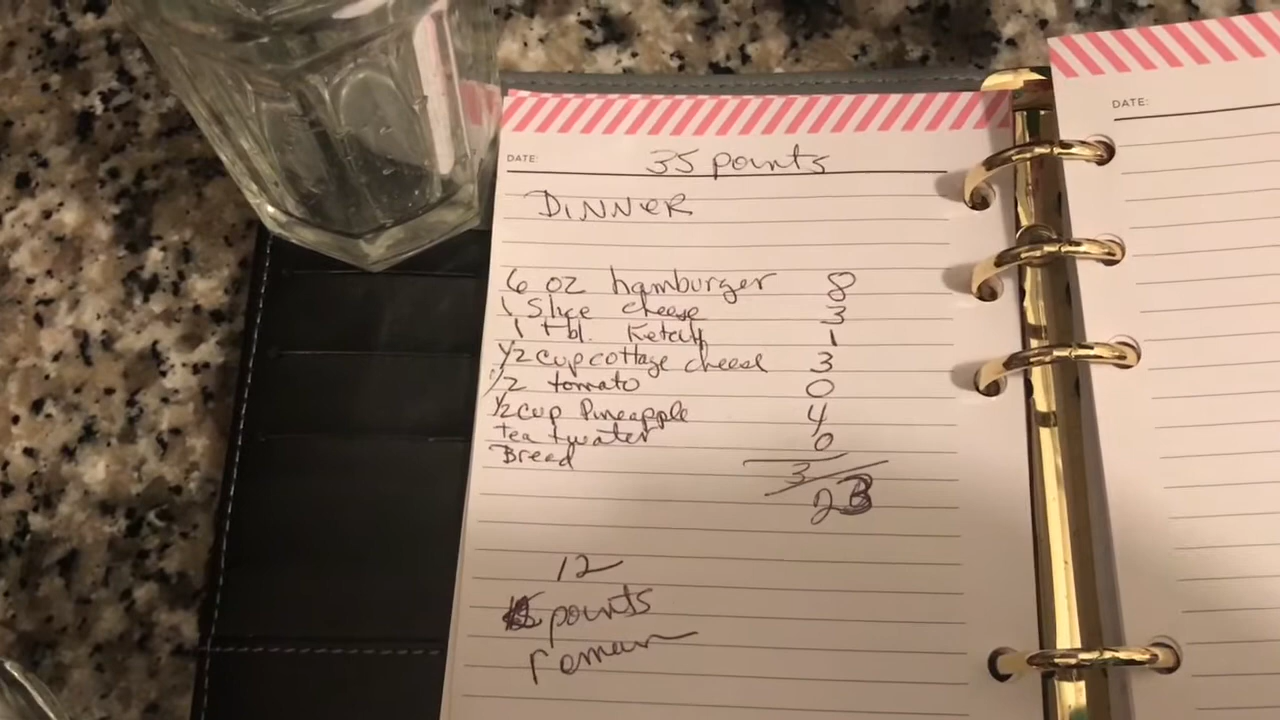 DATE: 35 points
DINNER
6 oz hamburger 8
1 Slice cheese 3
1 tbl. Ketchup 1
1/2 cup cottage cheese 3
1/2 tomato 0
1/2 cup Pineapple 4
tea + water 0
Bread 3
23
12
points
remain
DATE: